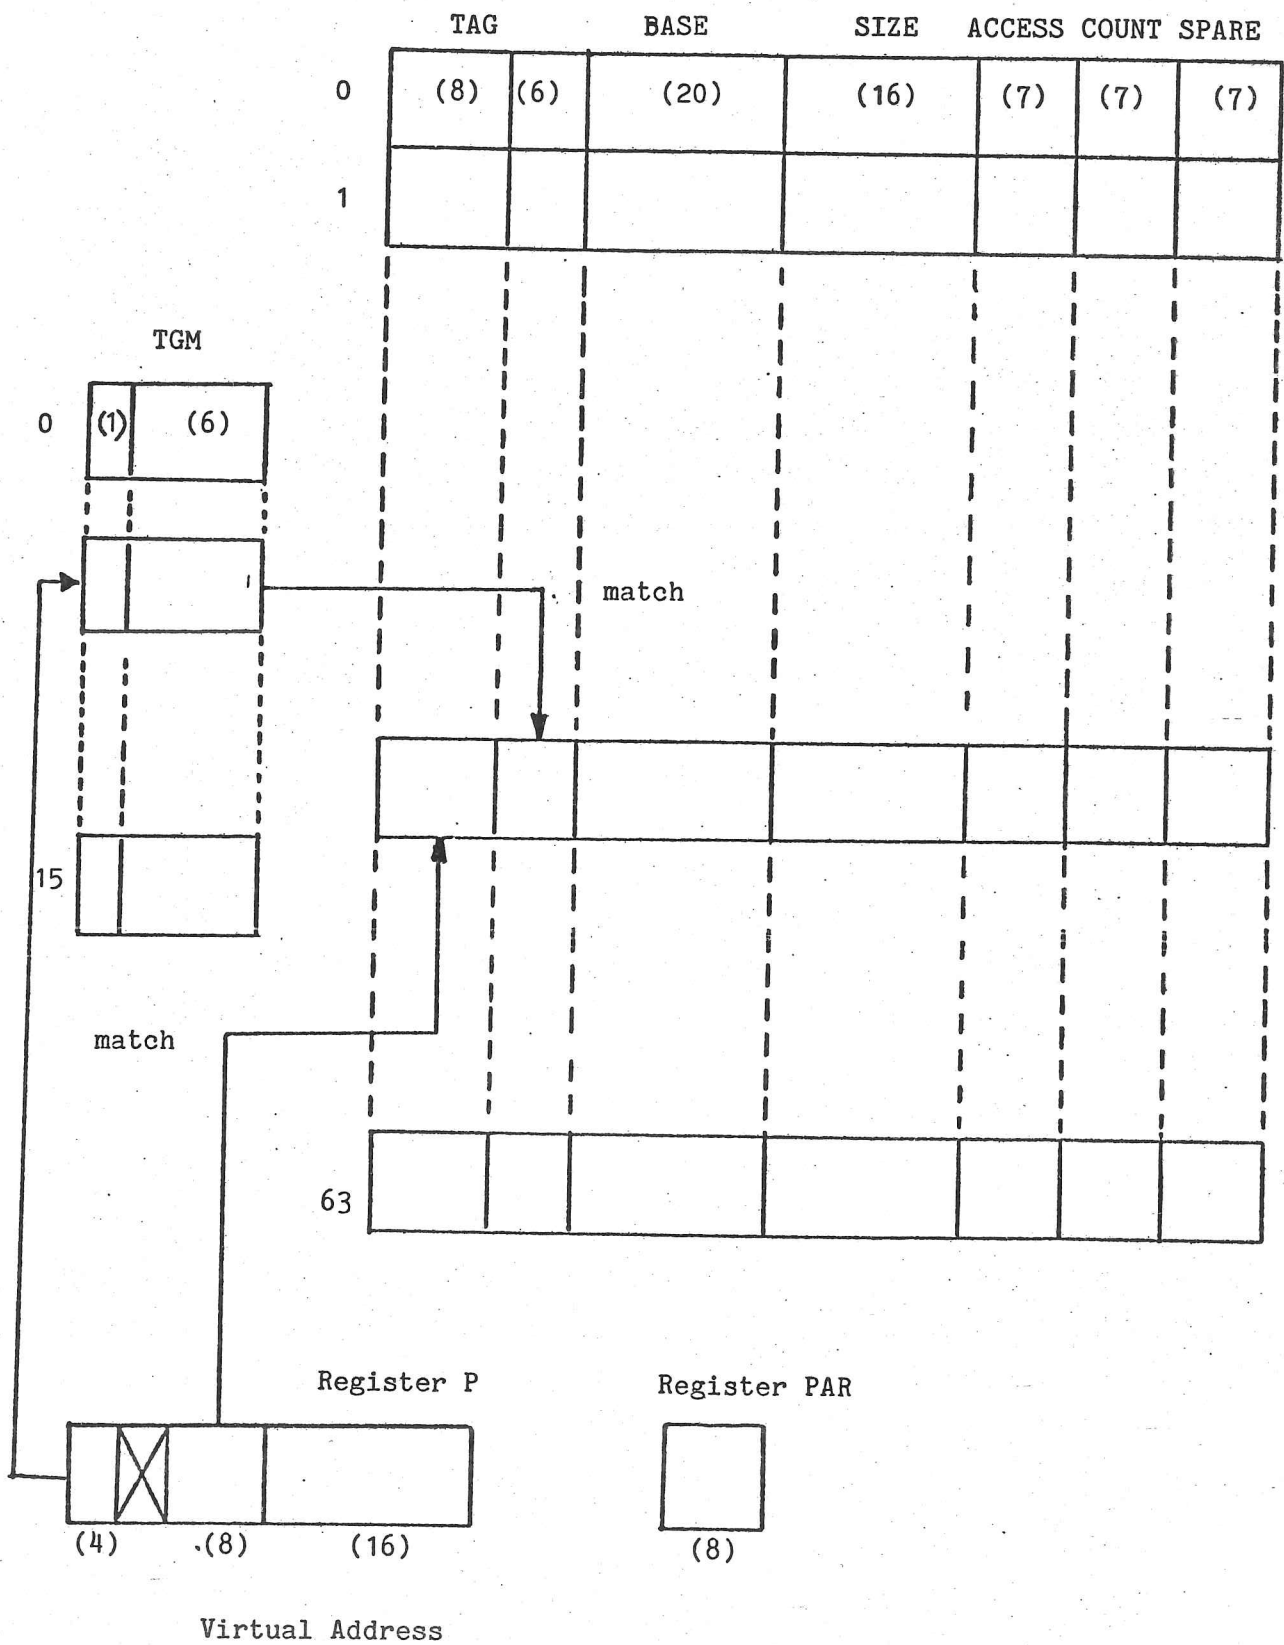 TAG BASE SIZE ACCESS COUNT SPARE
0 (8) (6) (20) (16) (7) (7) (7)
1
TGM
0 (1) (6)
match
15
match
63
Register P Register PAR
(4) (8) (16) (8)
Virtual Address